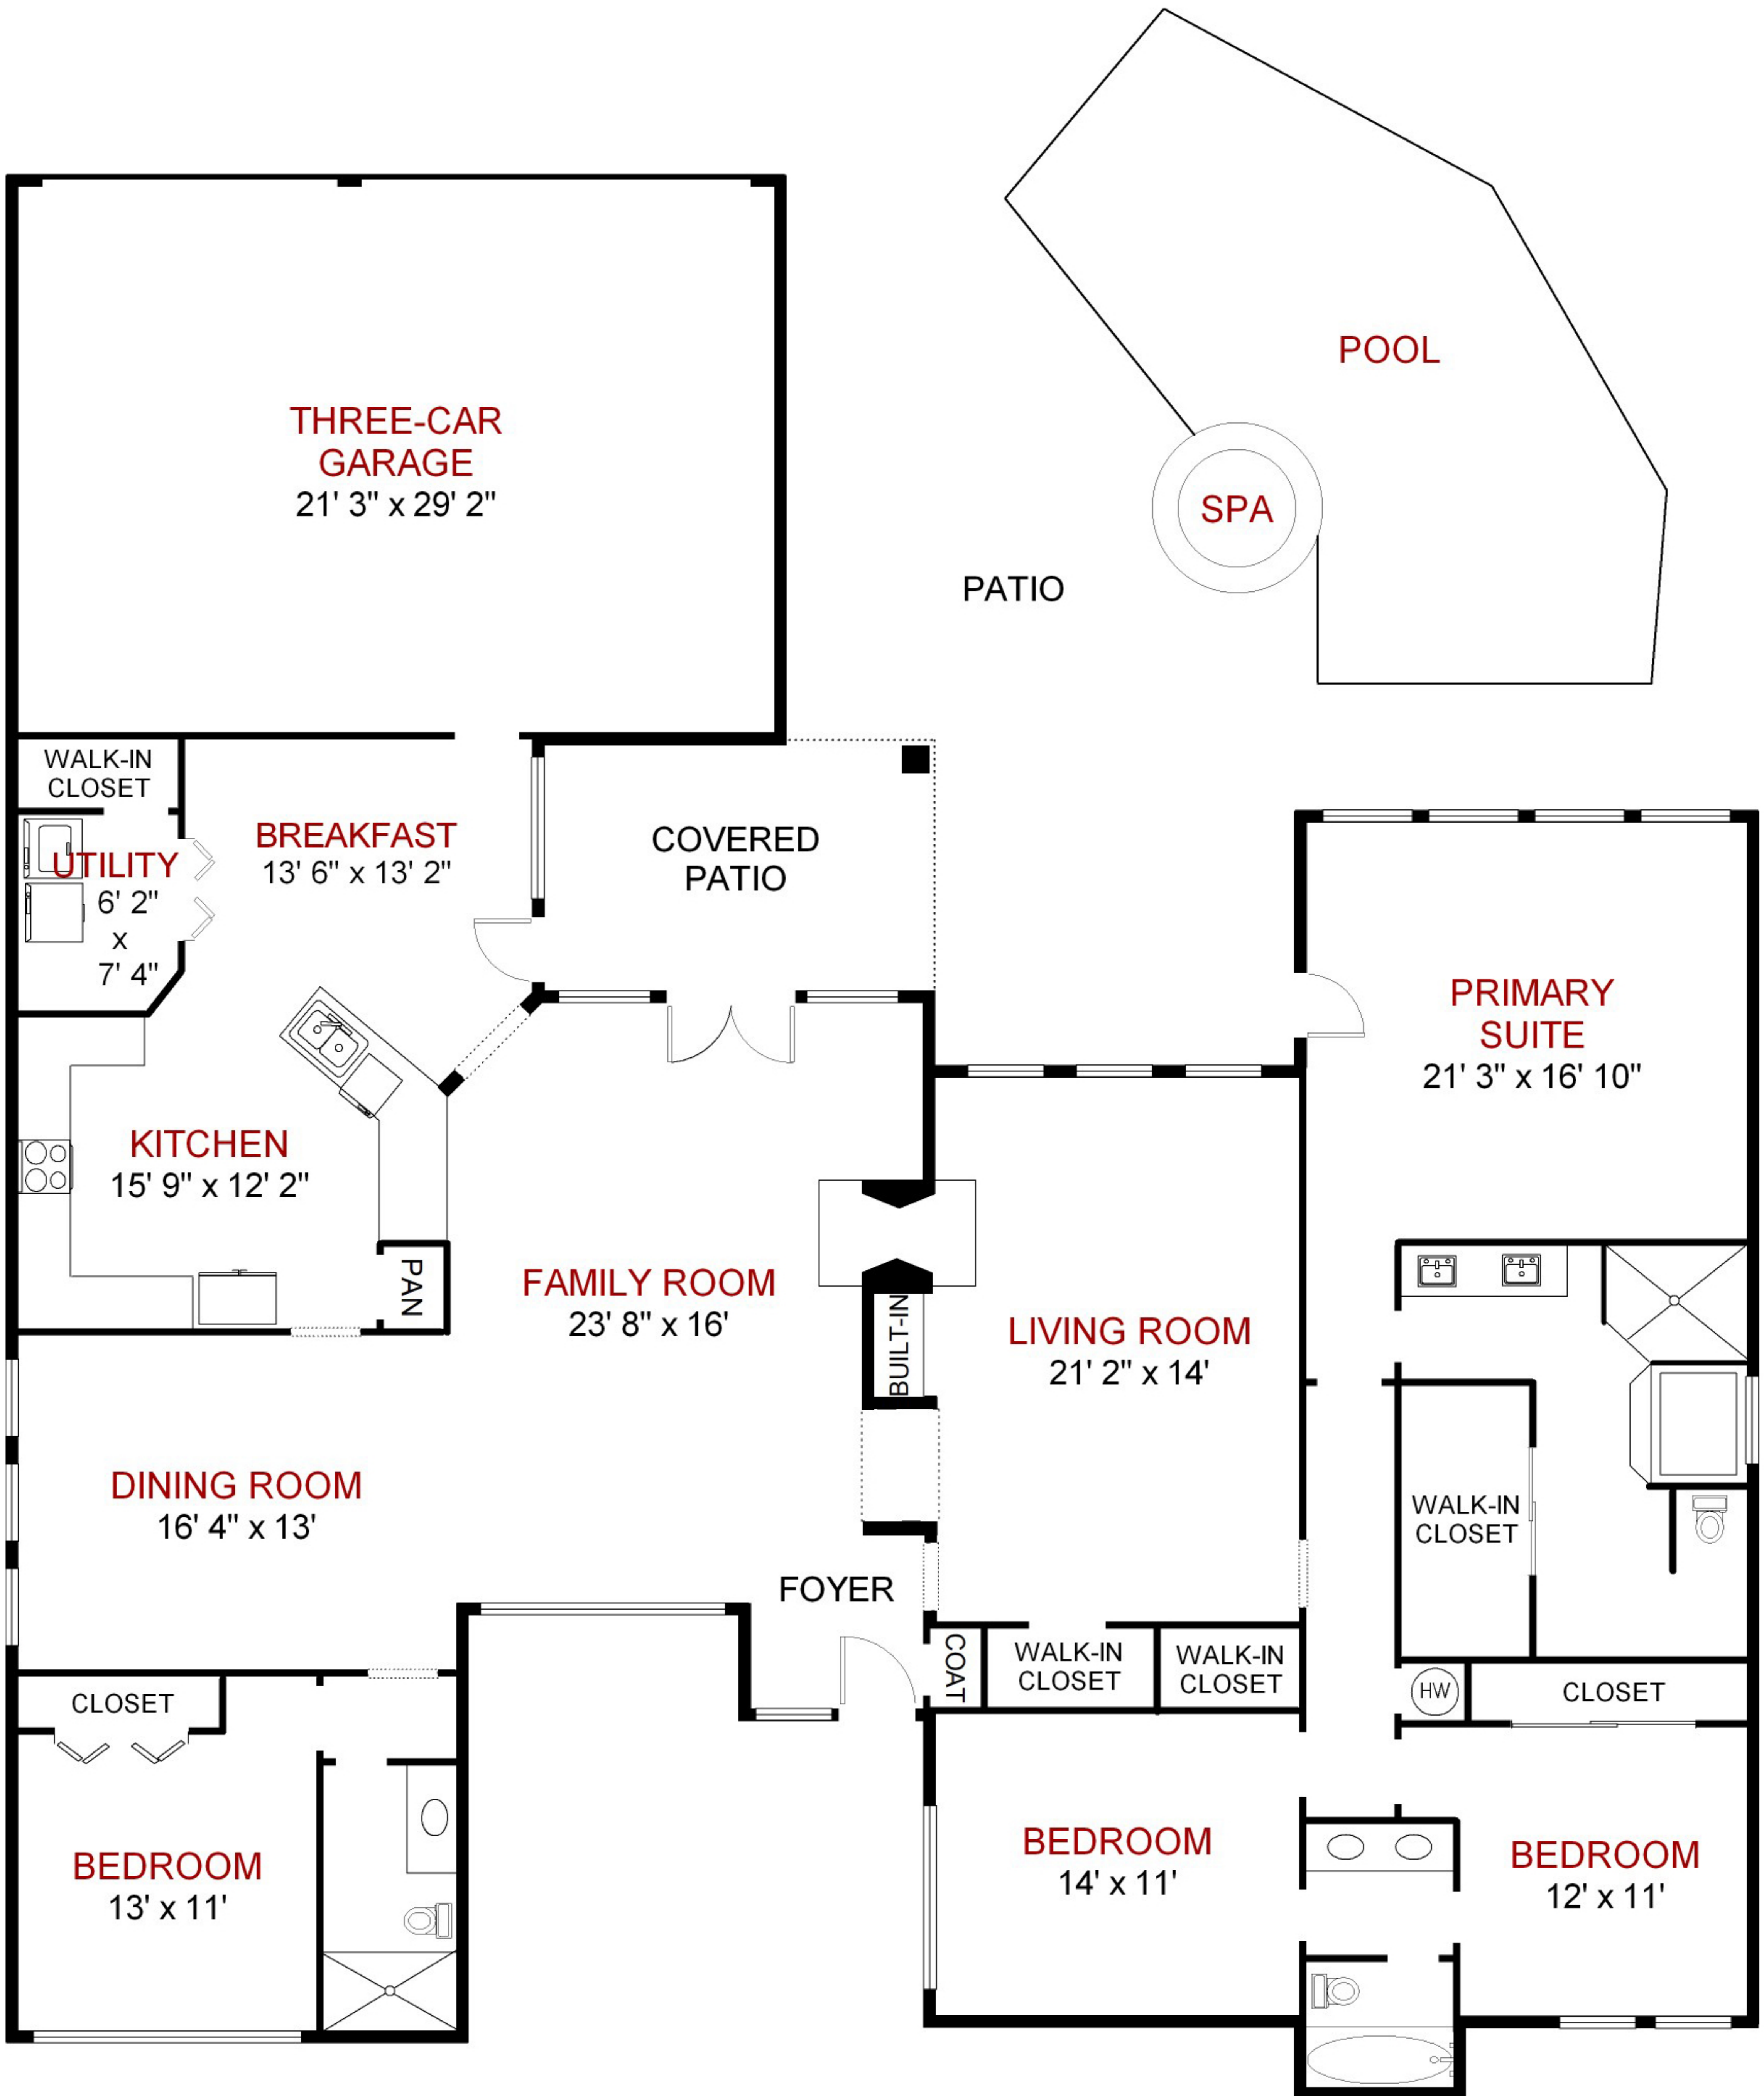 POOL
THREE-CAR
GARAGE
21' 3" x 29' 2"
SPA
PATIO
WALK-IN
CLOSET
BREAKFAST
13' 6" x 13' 2"
COVERED
PATIO
UTILITY
6' 2"
x
7' 4"
PRIMARY
SUITE
21' 3" x 16' 10"
KITCHEN
15' 9" x 12' 2"
PAN
FAMILY ROOM
23' 8" x 16'
BUILT-IN
LIVING ROOM
21' 2" x 14'
DINING ROOM
16' 4" x 13'
WALK-IN
CLOSET
FOYER
COAT
WALK-IN
CLOSET
WALK-IN
CLOSET
HW
CLOSET
CLOSET
BEDROOM
13' x 11'
BEDROOM
14' x 11'
BEDROOM
12' x 11'